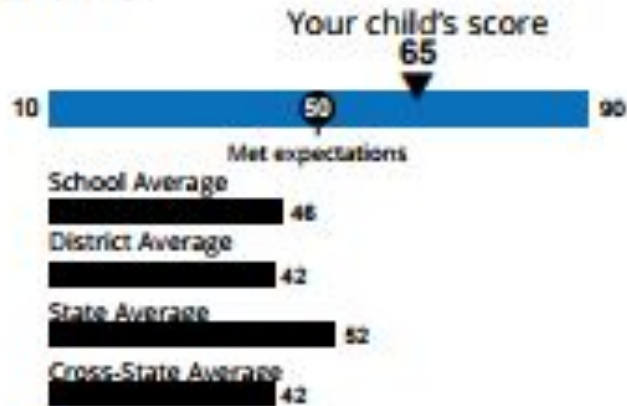 Your child's score
65
10 50 90
Met expectations
School Average
46
District Average
42
State Average
52
Cross-State Average
42